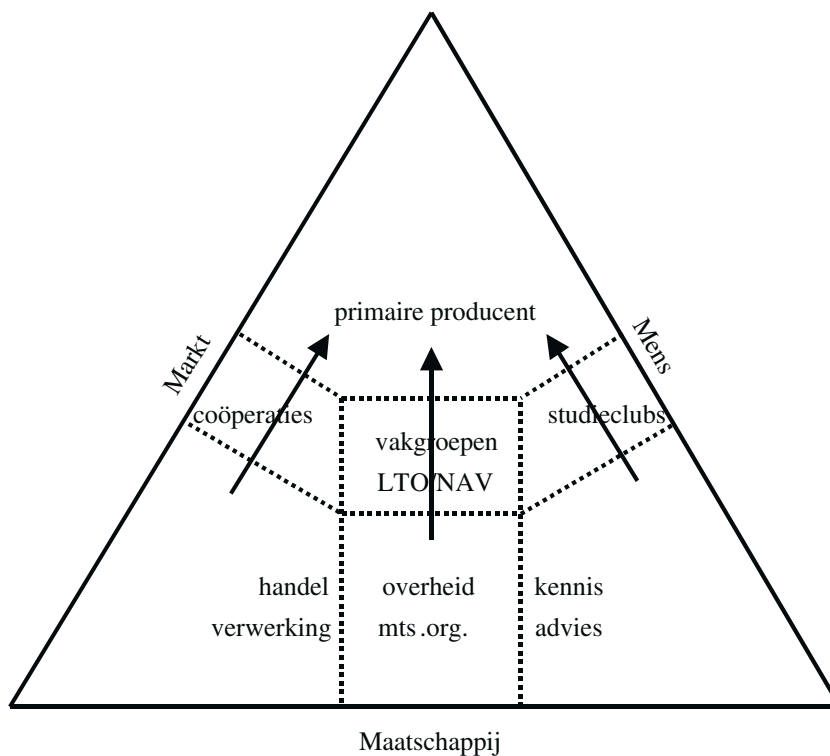 primaire producent
Markt
Mens
coöperaties
studieclubs
vakgroepen
LTO/NAV
handel
overheid
kennis
verwerking
mts.org.
advies
Maatschappij